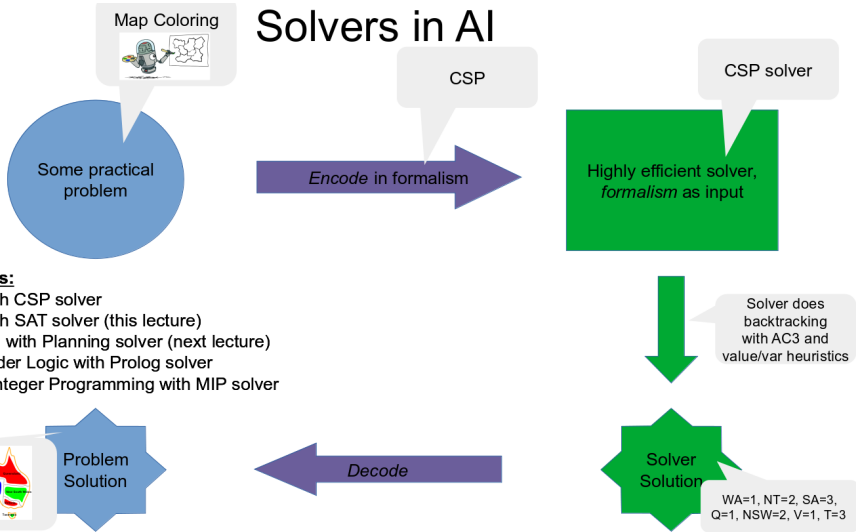 Solvers in AI
Map Coloring
CSP
CSP solver
Some practical
problem
Encode in formalism
Highly efficient solver,
formalism as input
s:
h CSP solver
h SAT solver (this lecture)
with Planning solver (next lecture)
der Logic with Prolog solver
nteger Programming with MIP solver
Solver does
backtracking
with AC3 and
value/var heuristics
Problem
Solution
Decode
Solver
Solution
WA=1, NT=2, SA=3,
Q=1, NSW=2, V=1, T=3